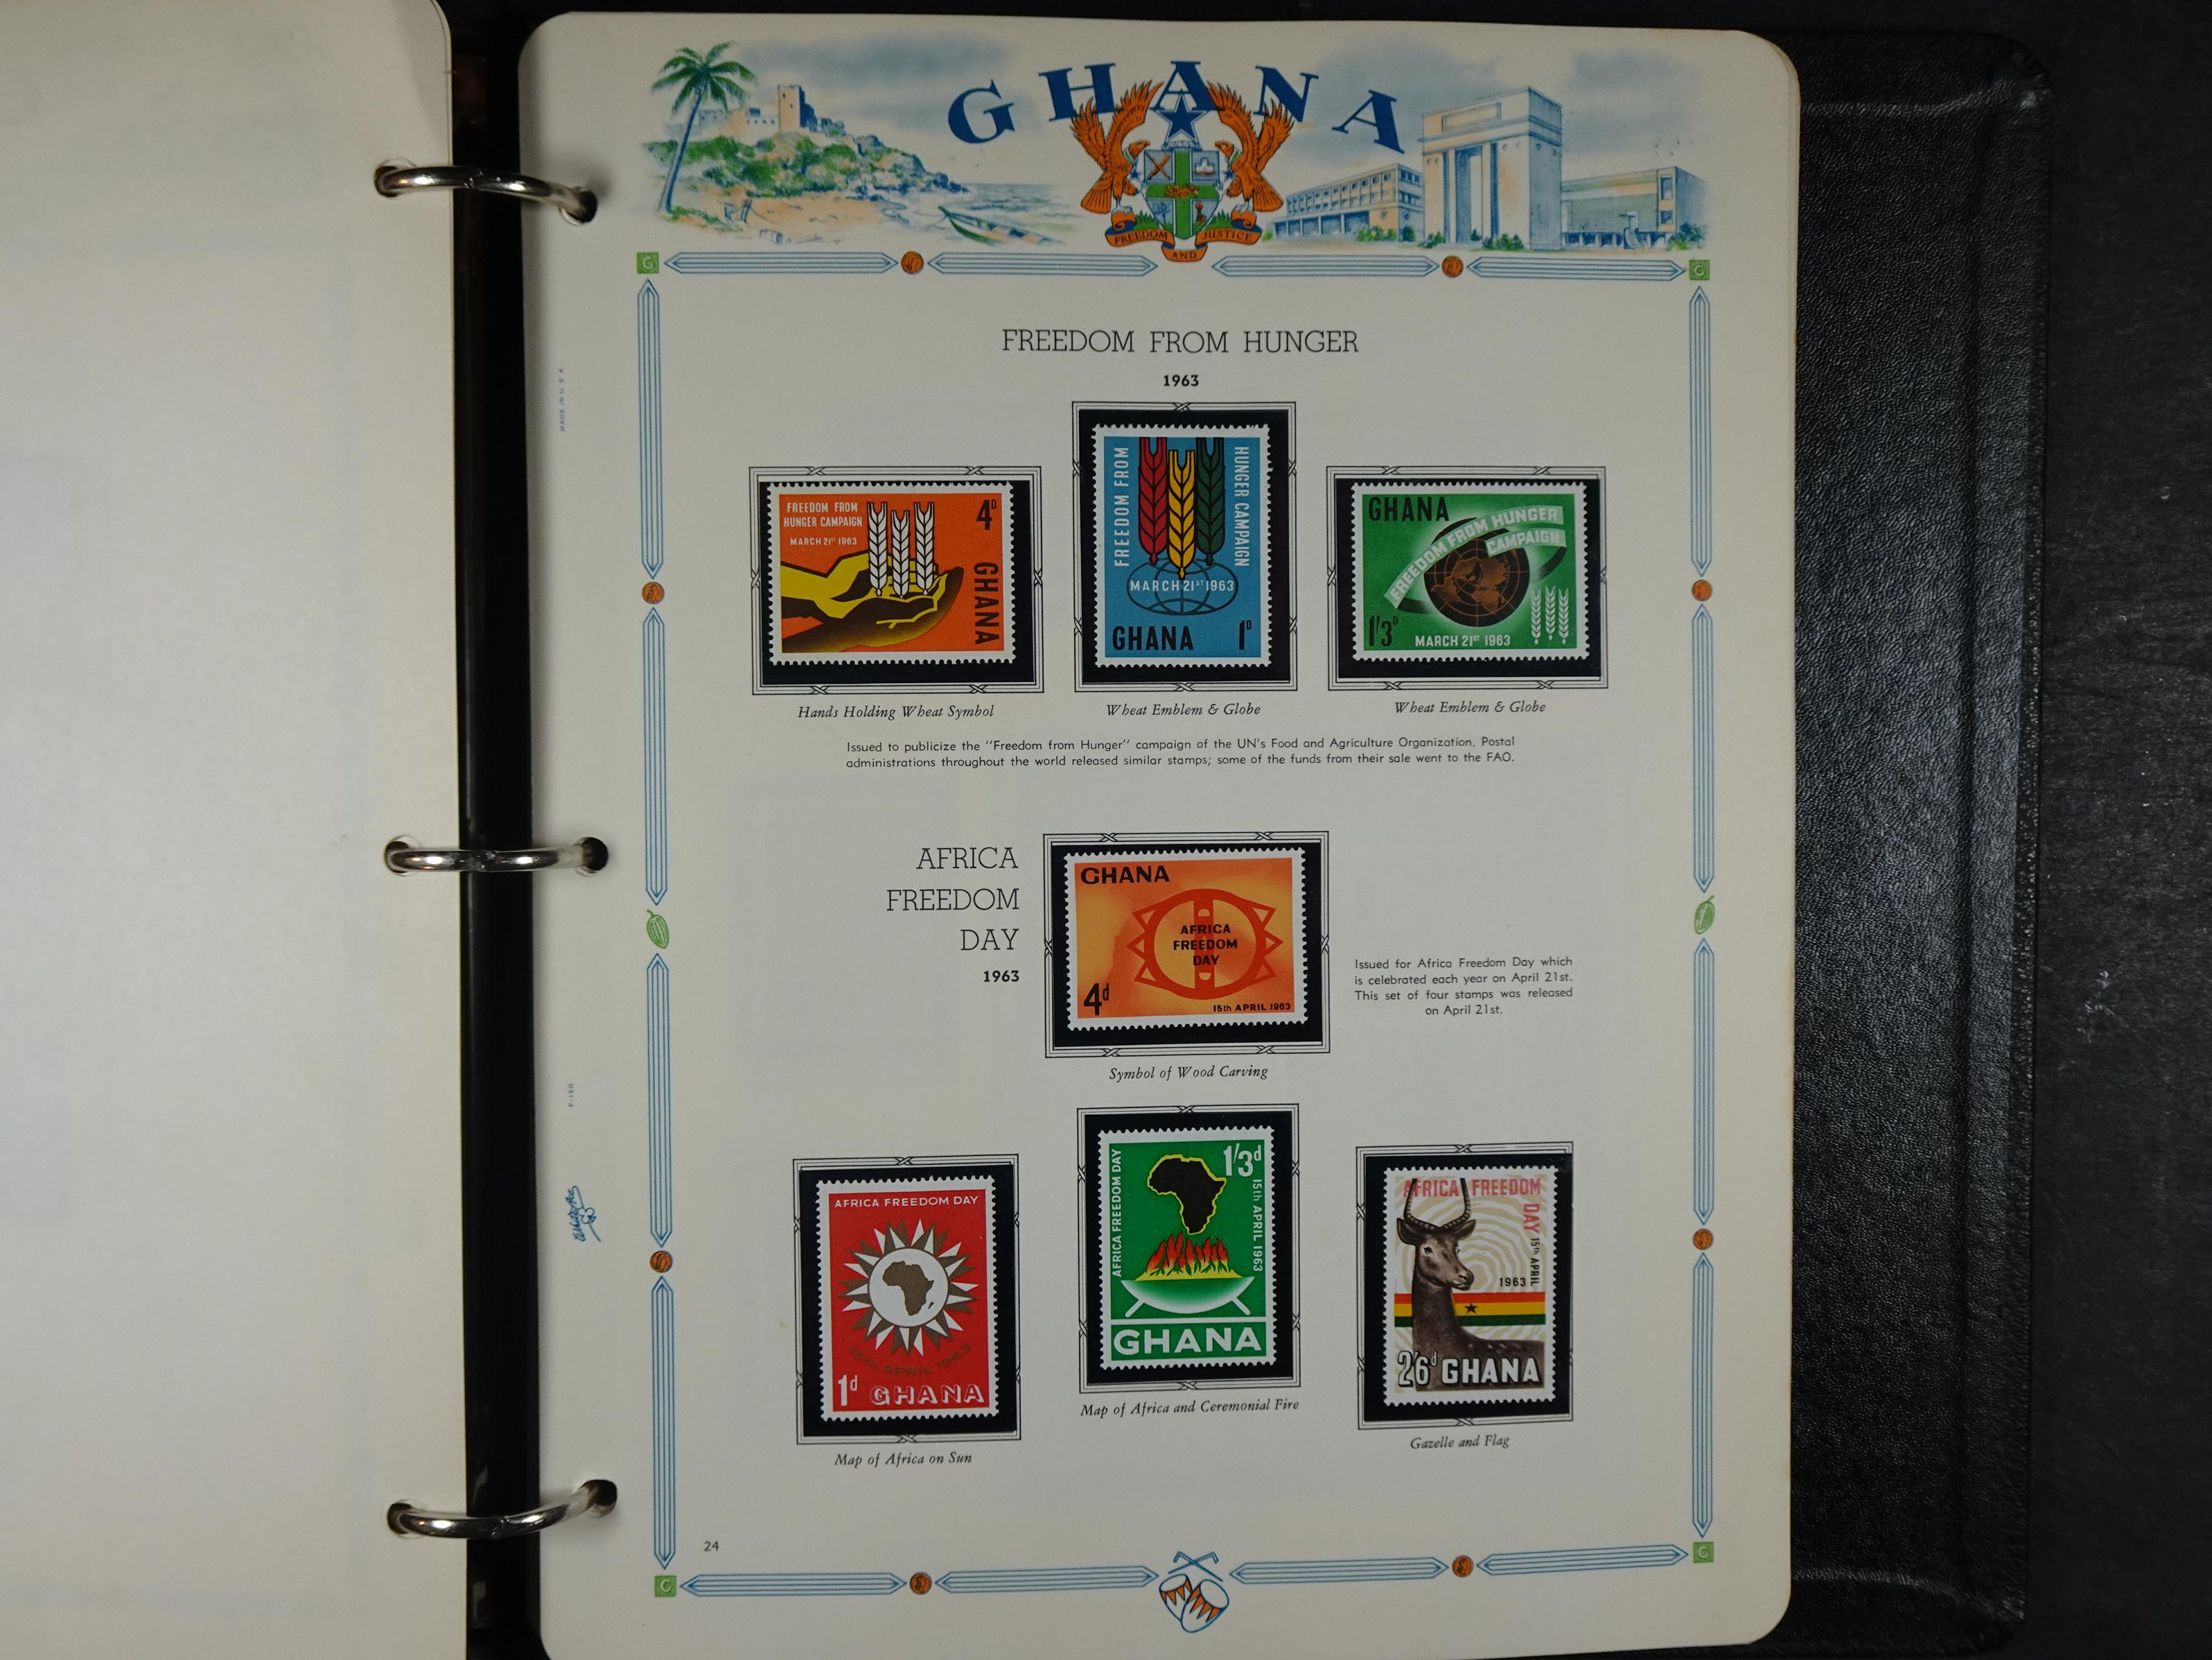 GHANA
FREEDOM AND JUSTICE
G
G
MADE IN U.S.A.
FREEDOM FROM HUNGER
1963
FREEDOM FROM
HUNGER CAMPAIGN
MARCH 21ST 1963
4D
GHANA
FREEDOM FROM
HUNGER CAMPAIGN
MARCH 21ST 1963
GHANA 1D
GHANA
FREEDOM FROM HUNGER
CAMPAIGN
1/3D
MARCH 21ST 1963
Hands Holding Wheat Symbol
Wheat Emblem & Globe
Wheat Emblem & Globe
Issued to publicize the "Freedom from Hunger" campaign of the UN's Food and Agriculture Organization. Postal
administrations throughout the world released similar stamps; some of the funds from their sale went to the FAO.
AFRICA
FREEDOM
DAY
1963
GHANA
AFRICA
FREEDOM
DAY
4d
15th APRIL 1963
Issued for Africa Freedom Day which
is celebrated each year on April 21st.
This set of four stamps was released
on April 21st.
Symbol of Wood Carving
F-120
AFRICA FREEDOM DAY
15th APRIL 1963
1d GHANA
AFRICA FREEDOM DAY
1/3d
15th APRIL 1963
GHANA
AFRICA FREEDOM
DAY 15th APRIL
1963
2/6d GHANA
Map of Africa on Sun
Map of Africa and Ceremonial Fire
Gazelle and Flag
24
G
G